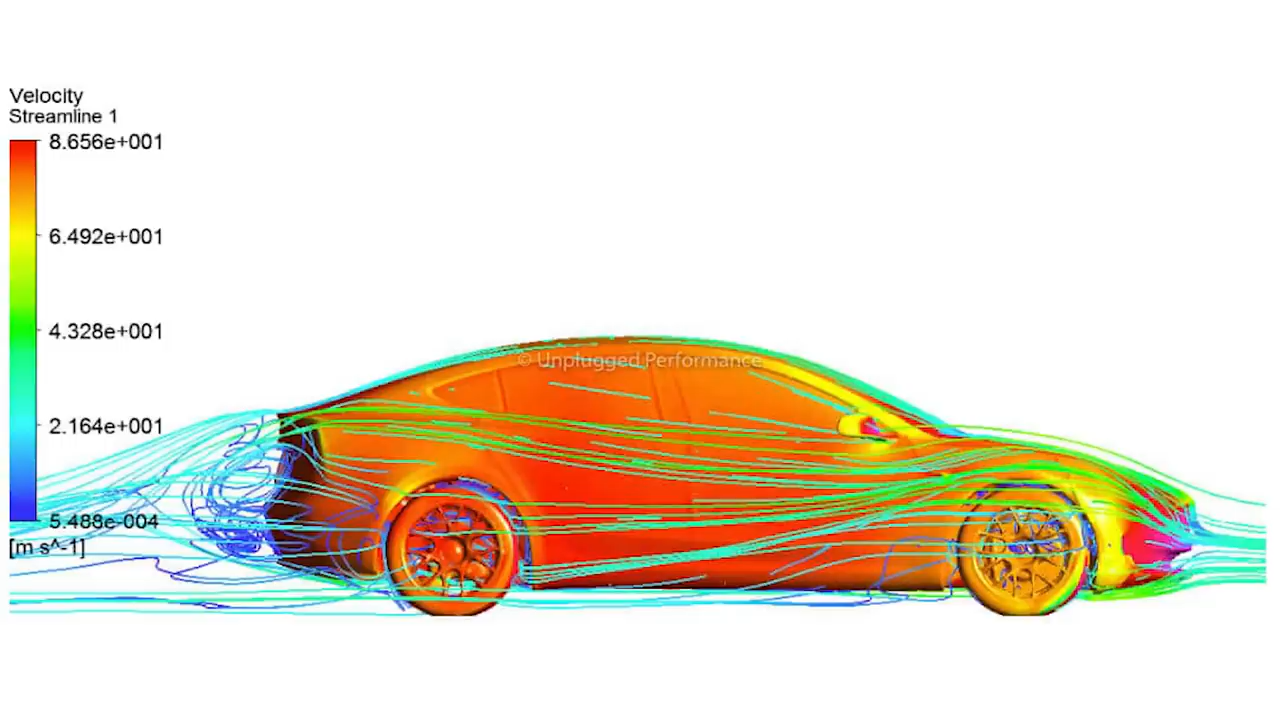 Velocity
Streamline 1
8.656e+001
6.492e+001
4.328e+001
2.164e+001
5.488e-004
[m s^-1]
© Unplugged Performance